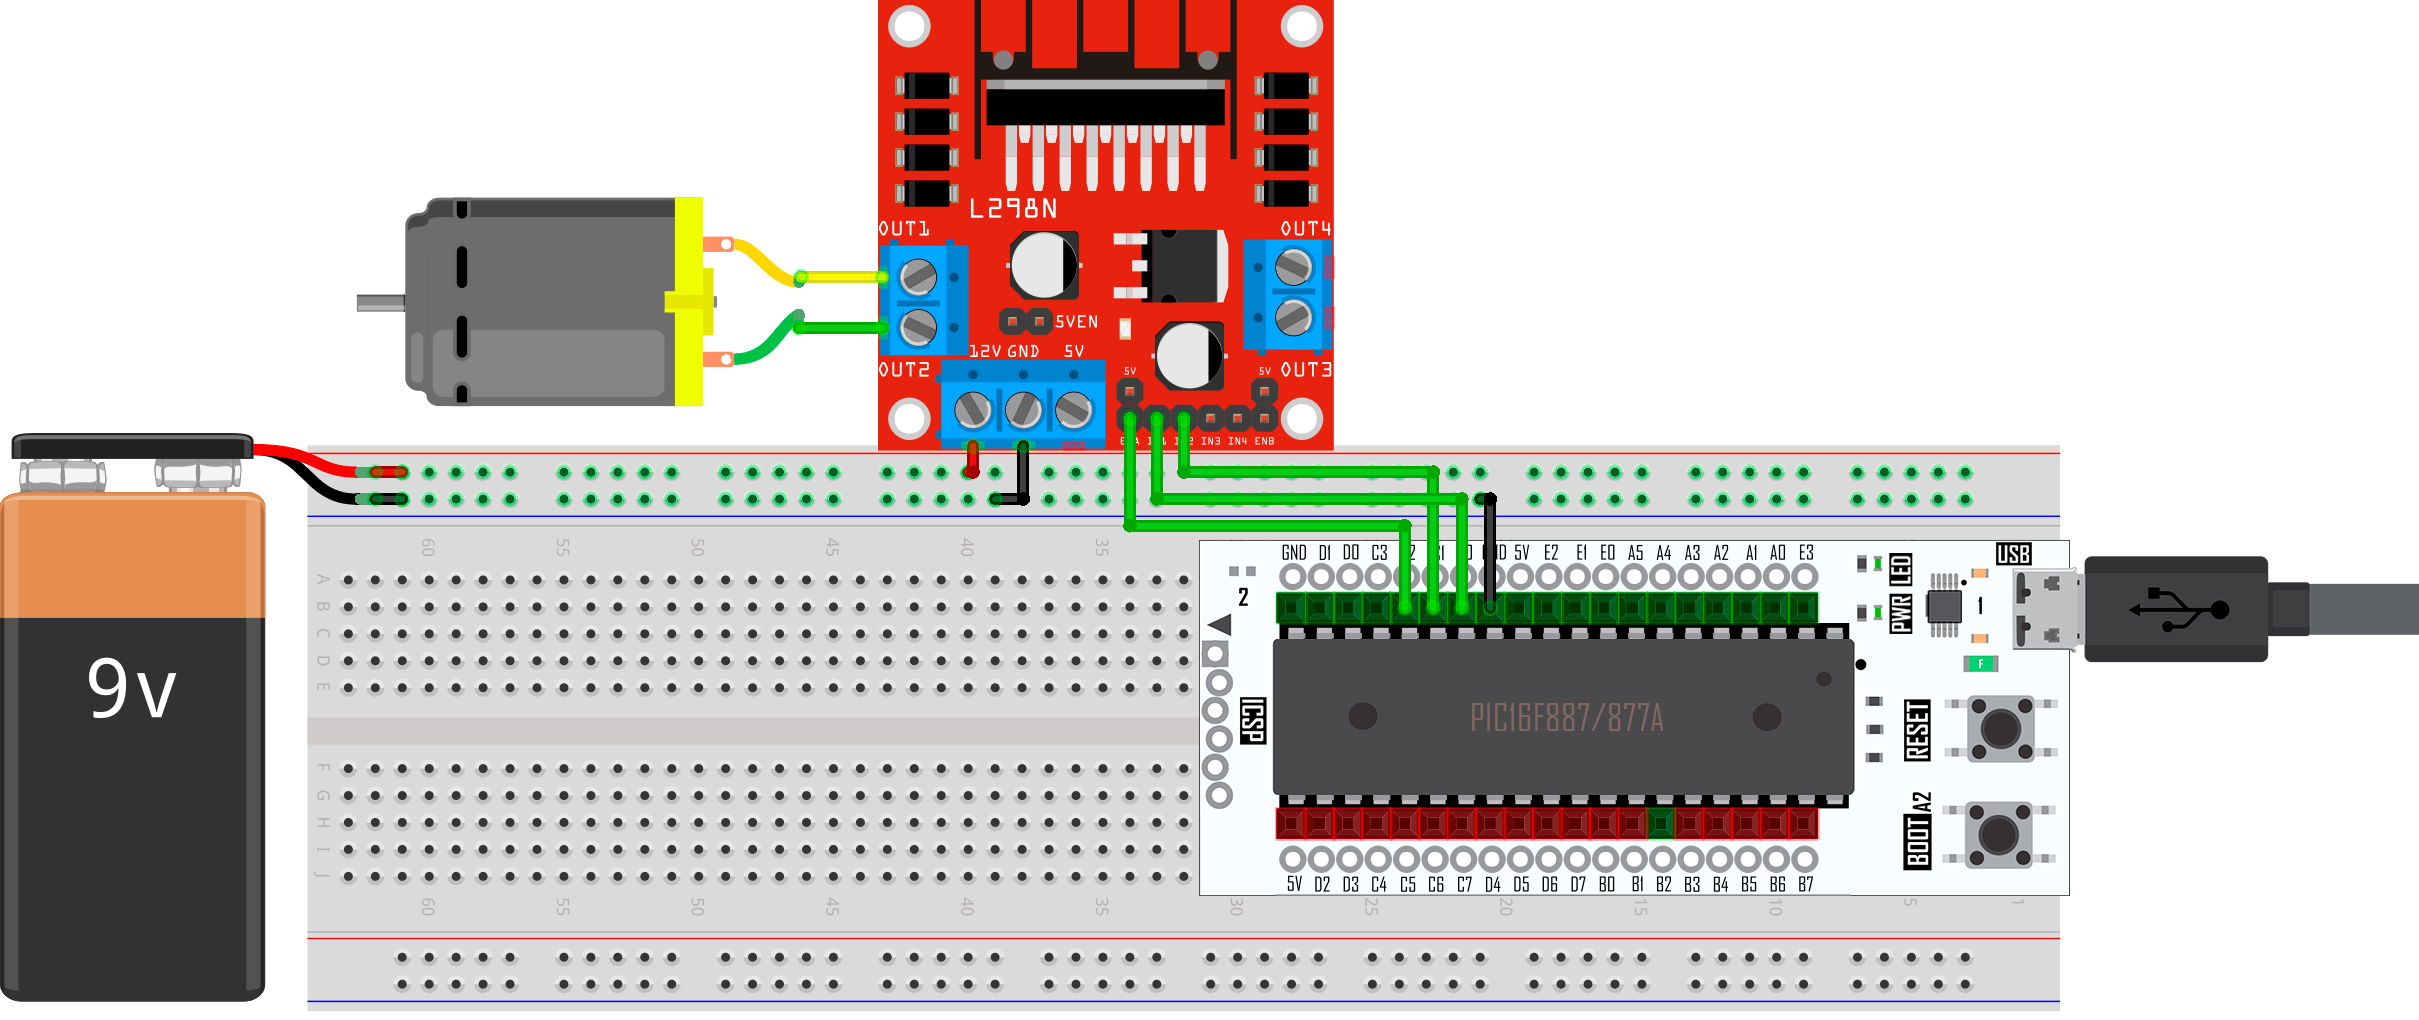 L298N
OUT1
OUT4
5VEN
12V GND 5V
OUT2
5V
5V
OUT3
IN3 IN4 ENB
60 55 50 45 40 35
GND D1 D0 C3 5V E2 E1 E0 A5 A4 A3 A2 A1 A0 E3
USB
LED
PWR
2
1
A
B
C
D
E
F
9v
ICSP
PIC16F887/877A
RESET
BOOT A2
F
G
H
I
J
5V D2 D3 C4 C5 C6 C7 D4 D5 D6 D7 B0 B1 B2 B3 B4 B5 B6 B7
60 55 50 45 40 35 30 25 20 15 10 5 1